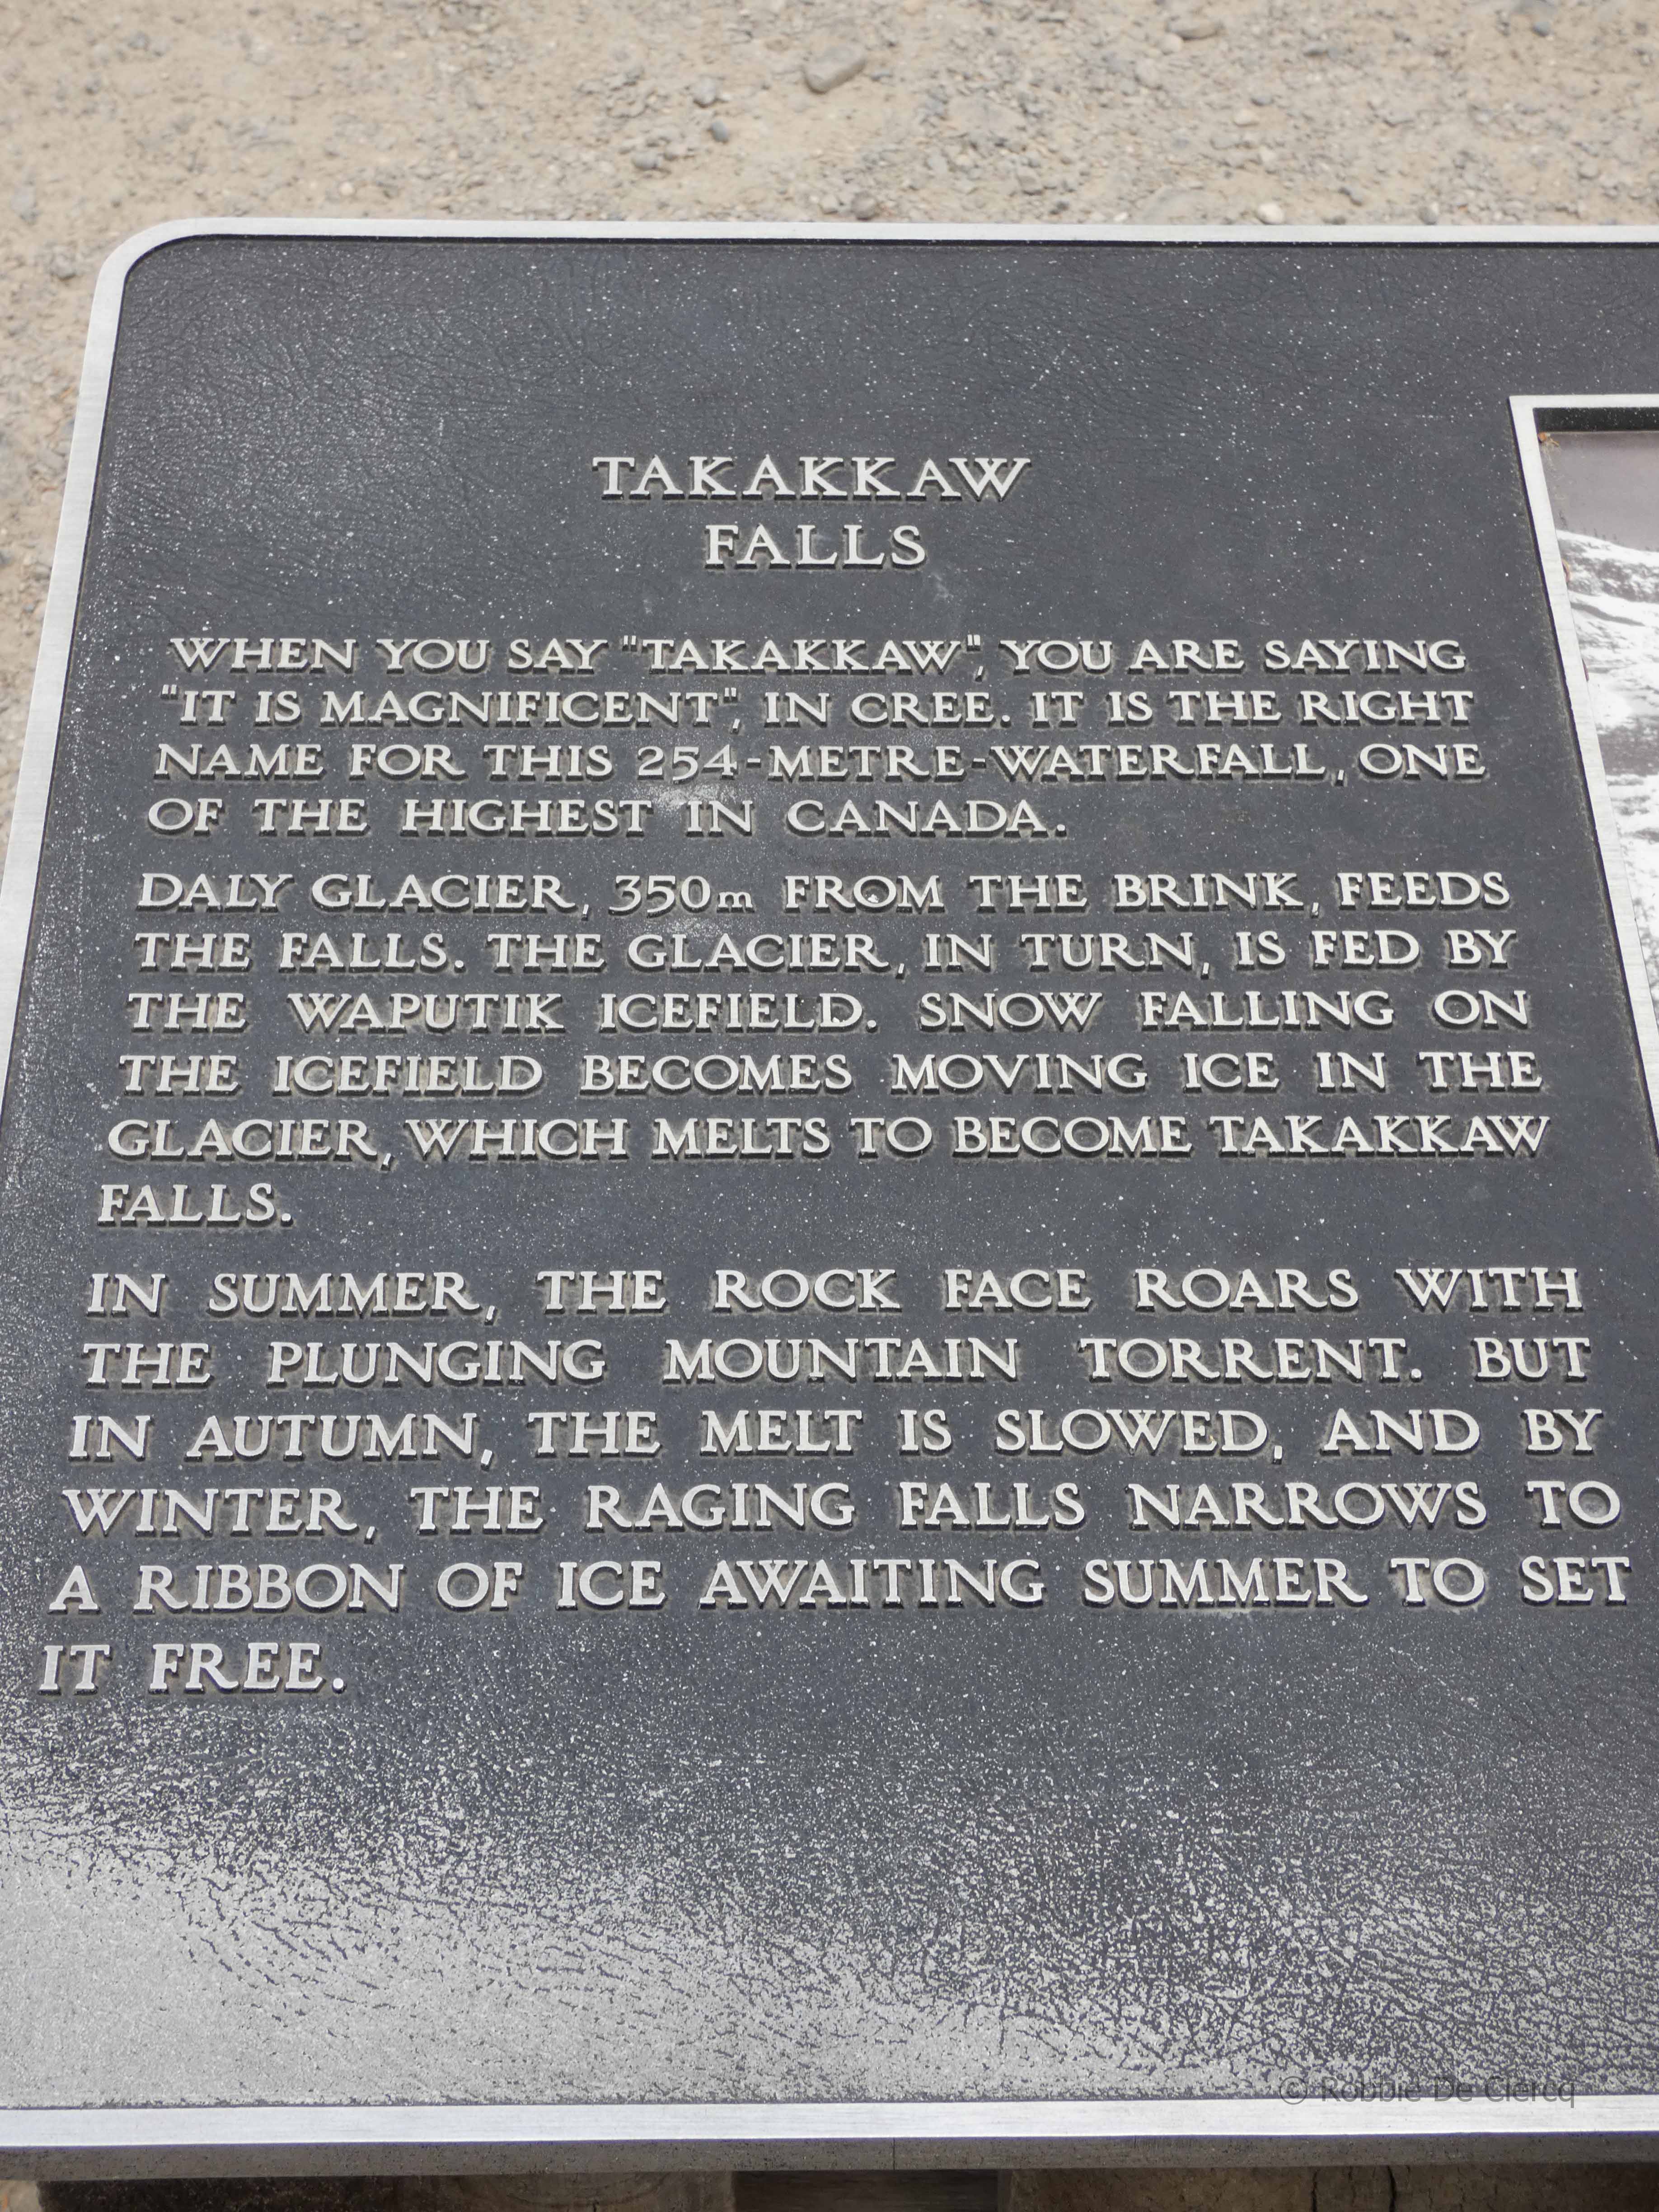 TAKAKKAW
FALLS
WHEN YOU SAY "TAKAKKAW", YOU ARE SAYING
"IT IS MAGNIFICENT", IN CREE. IT IS THE RIGHT
NAME FOR THIS 254-METRE-WATERFALL, ONE
OF THE HIGHEST IN CANADA.
DALY GLACIER, 350m FROM THE BRINK, FEEDS
THE FALLS. THE GLACIER, IN TURN, IS FED BY
THE WAPUTIK ICEFIELD. SNOW FALLING ON
THE ICEFIELD BECOMES MOVING ICE IN THE
GLACIER, WHICH MELTS TO BECOME TAKAKKAW
FALLS.
IN SUMMER, THE ROCK FACE ROARS WITH
THE PLUNGING MOUNTAIN TORRENT. BUT
IN AUTUMN, THE MELT IS SLOWED, AND BY
WINTER, THE RAGING FALLS NARROWS TO
A RIBBON OF ICE AWAITING SUMMER TO SET
IT FREE.
© Robbie De Clercq